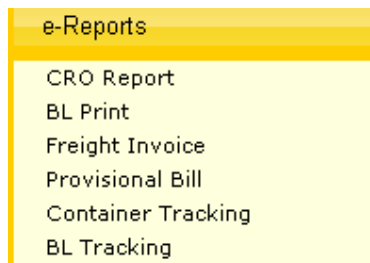 e-Reports
CRO Report
BL Print
Freight Invoice
Provisional Bill
Container Tracking
BL Tracking